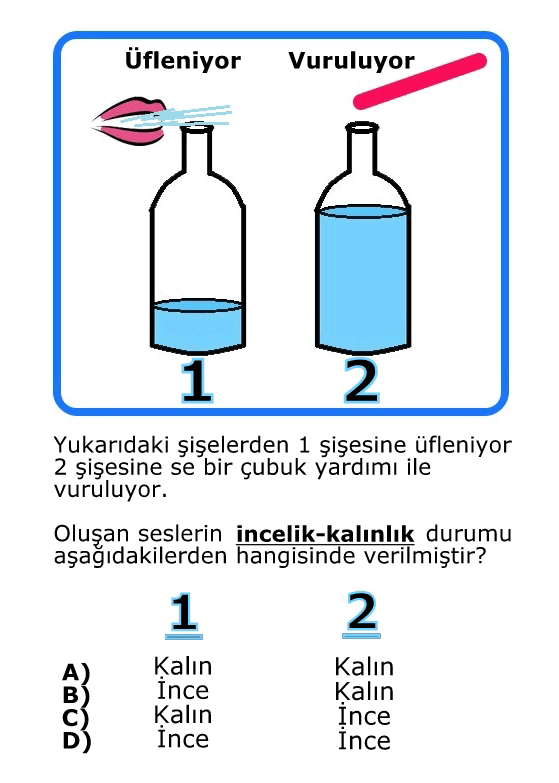 Üfleniyor Vuruluyor
1 2
Yukarıdaki şişelerden 1 şişesine üfleniyor
2 şişesine se bir çubuk yardımı ile
vuruluyor.
Oluşan seslerin incelik-kalınlık durumu
aşağıdakilerden hangisinde verilmiştir?
1 2
A) Kalın Kalın
B) İnce Kalın
C) Kalın İnce
D) İnce İnce